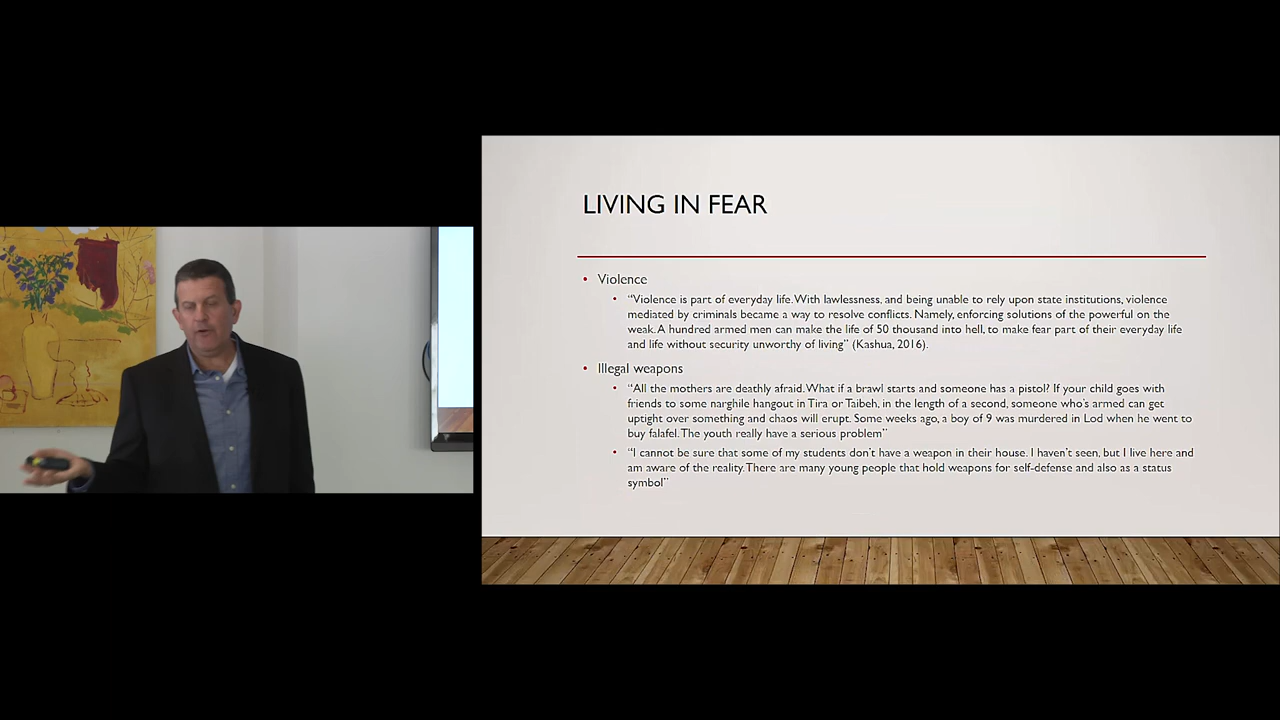 LIVING IN FEAR
• Violence
• “Violence is part of everyday life. With lawlessness, and being unable to rely upon state institutions, violence
mediated by criminals became a way to resolve conflicts. Namely, enforcing solutions of the powerful on the
weak. A hundred armed men can make the life of 50 thousand into hell, to make fear part of their everyday life
and life without security unworthy of living” (Kashua, 2016).
• Illegal weapons
• “All the mothers are deathly afraid. What if a brawl starts and someone has a pistol? If your child goes with
friends to some narghile hangout in Tira or Taibeh, in the length of a second, someone who’s armed can get
uptight over something and chaos will erupt. Some weeks ago, a boy of 9 was murdered in Lod when he went to
buy falafel. The youth really have a serious problem”
• “I cannot be sure that some of my students don’t have a weapon in their house. I haven’t seen, but I live here and
am aware of the reality. There are many young people that hold weapons for self-defense and also as a status
symbol”